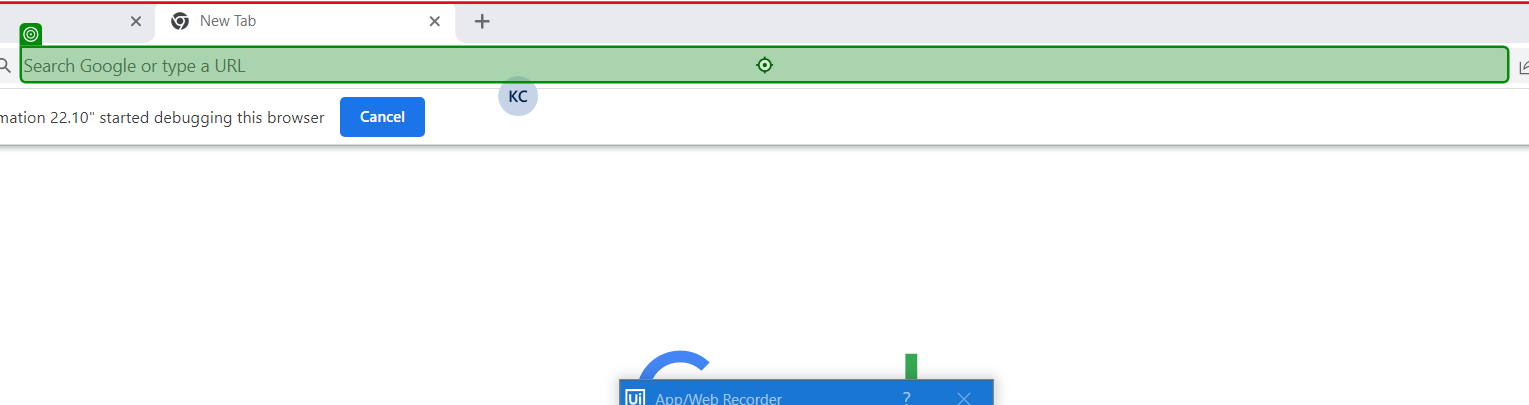 New Tab
Search Google or type a URL
KC
mation 22.10" started debugging this browser
Cancel
Ui App/Web Recorder ?